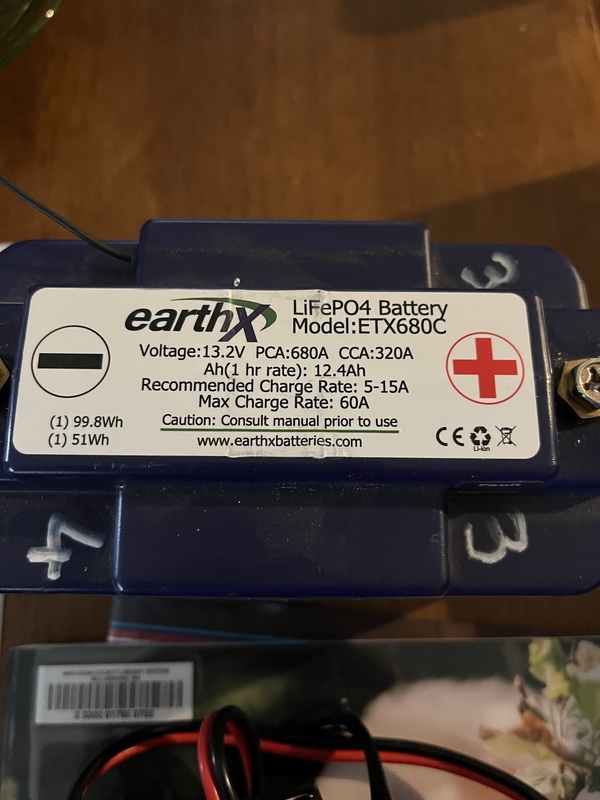 3
earthX
LiFePO4 Battery
Model:ETX680C
Voltage:13.2V PCA:680A CCA:320A
Ah(1 hr rate): 12.4Ah
Recommended Charge Rate: 5-15A
Max Charge Rate: 60A
(1) 99.8Wh
(1) 51Wh
Caution: Consult manual prior to use
www.earthxbatteries.com
CE
Li-ion
4
3